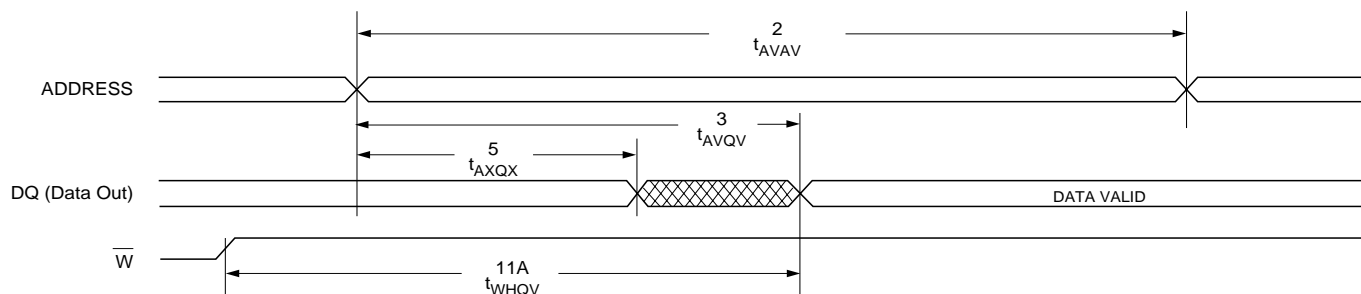 2
tAVAV
ADDRESS
3
tAVQV
5
tAXQX
DQ (Data Out)
DATA VALID
W̅
11A
tWHQV